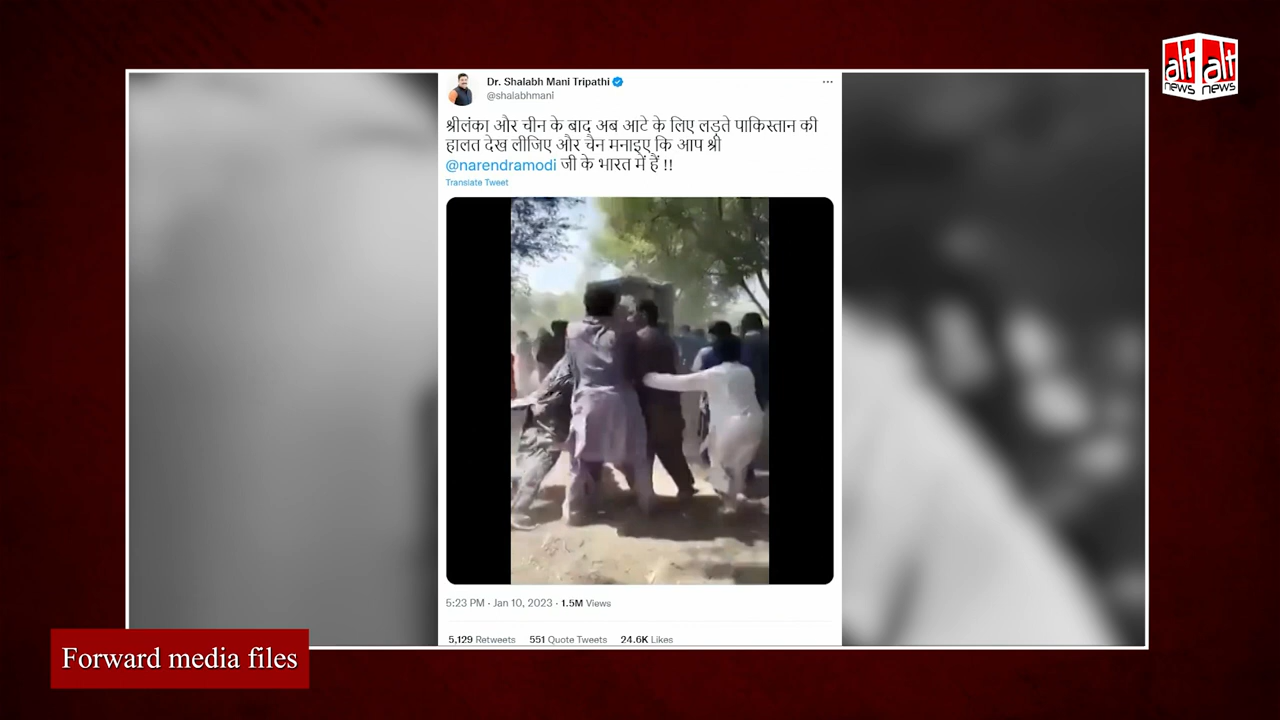 alt alt
news news
Dr. Shalabh Mani Tripathi
@shalabhmani
श्रीलंका और चीन के बाद अब आटे के लिए लड़ते पाकिस्तान की
हालत देख लीजिए और चैन मनाइए कि आप श्री
@narendramodi जी के भारत में हैं !!
Translate Tweet
5:23 PM · Jan 10, 2023 · 1.5M Views
5,129 Retweets 551 Quote Tweets 24.6K Likes
Forward media files